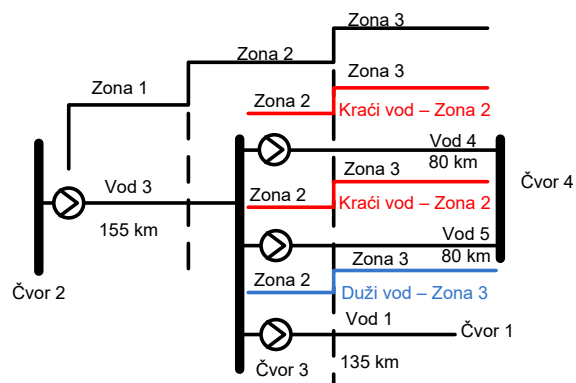 Zona 3
Zona 2
Zona 3
Zona 1
Zona 2
Kraći vod – Zona 2
Vod 4
Zona 3
80 km
Vod 3
Čvor 4
Zona 2
Kraći vod – Zona 2
155 km
Vod 5
Zona 3
80 km
Zona 2
Čvor 2
Duži vod – Zona 3
Vod 1
Čvor 1
Čvor 3
135 km